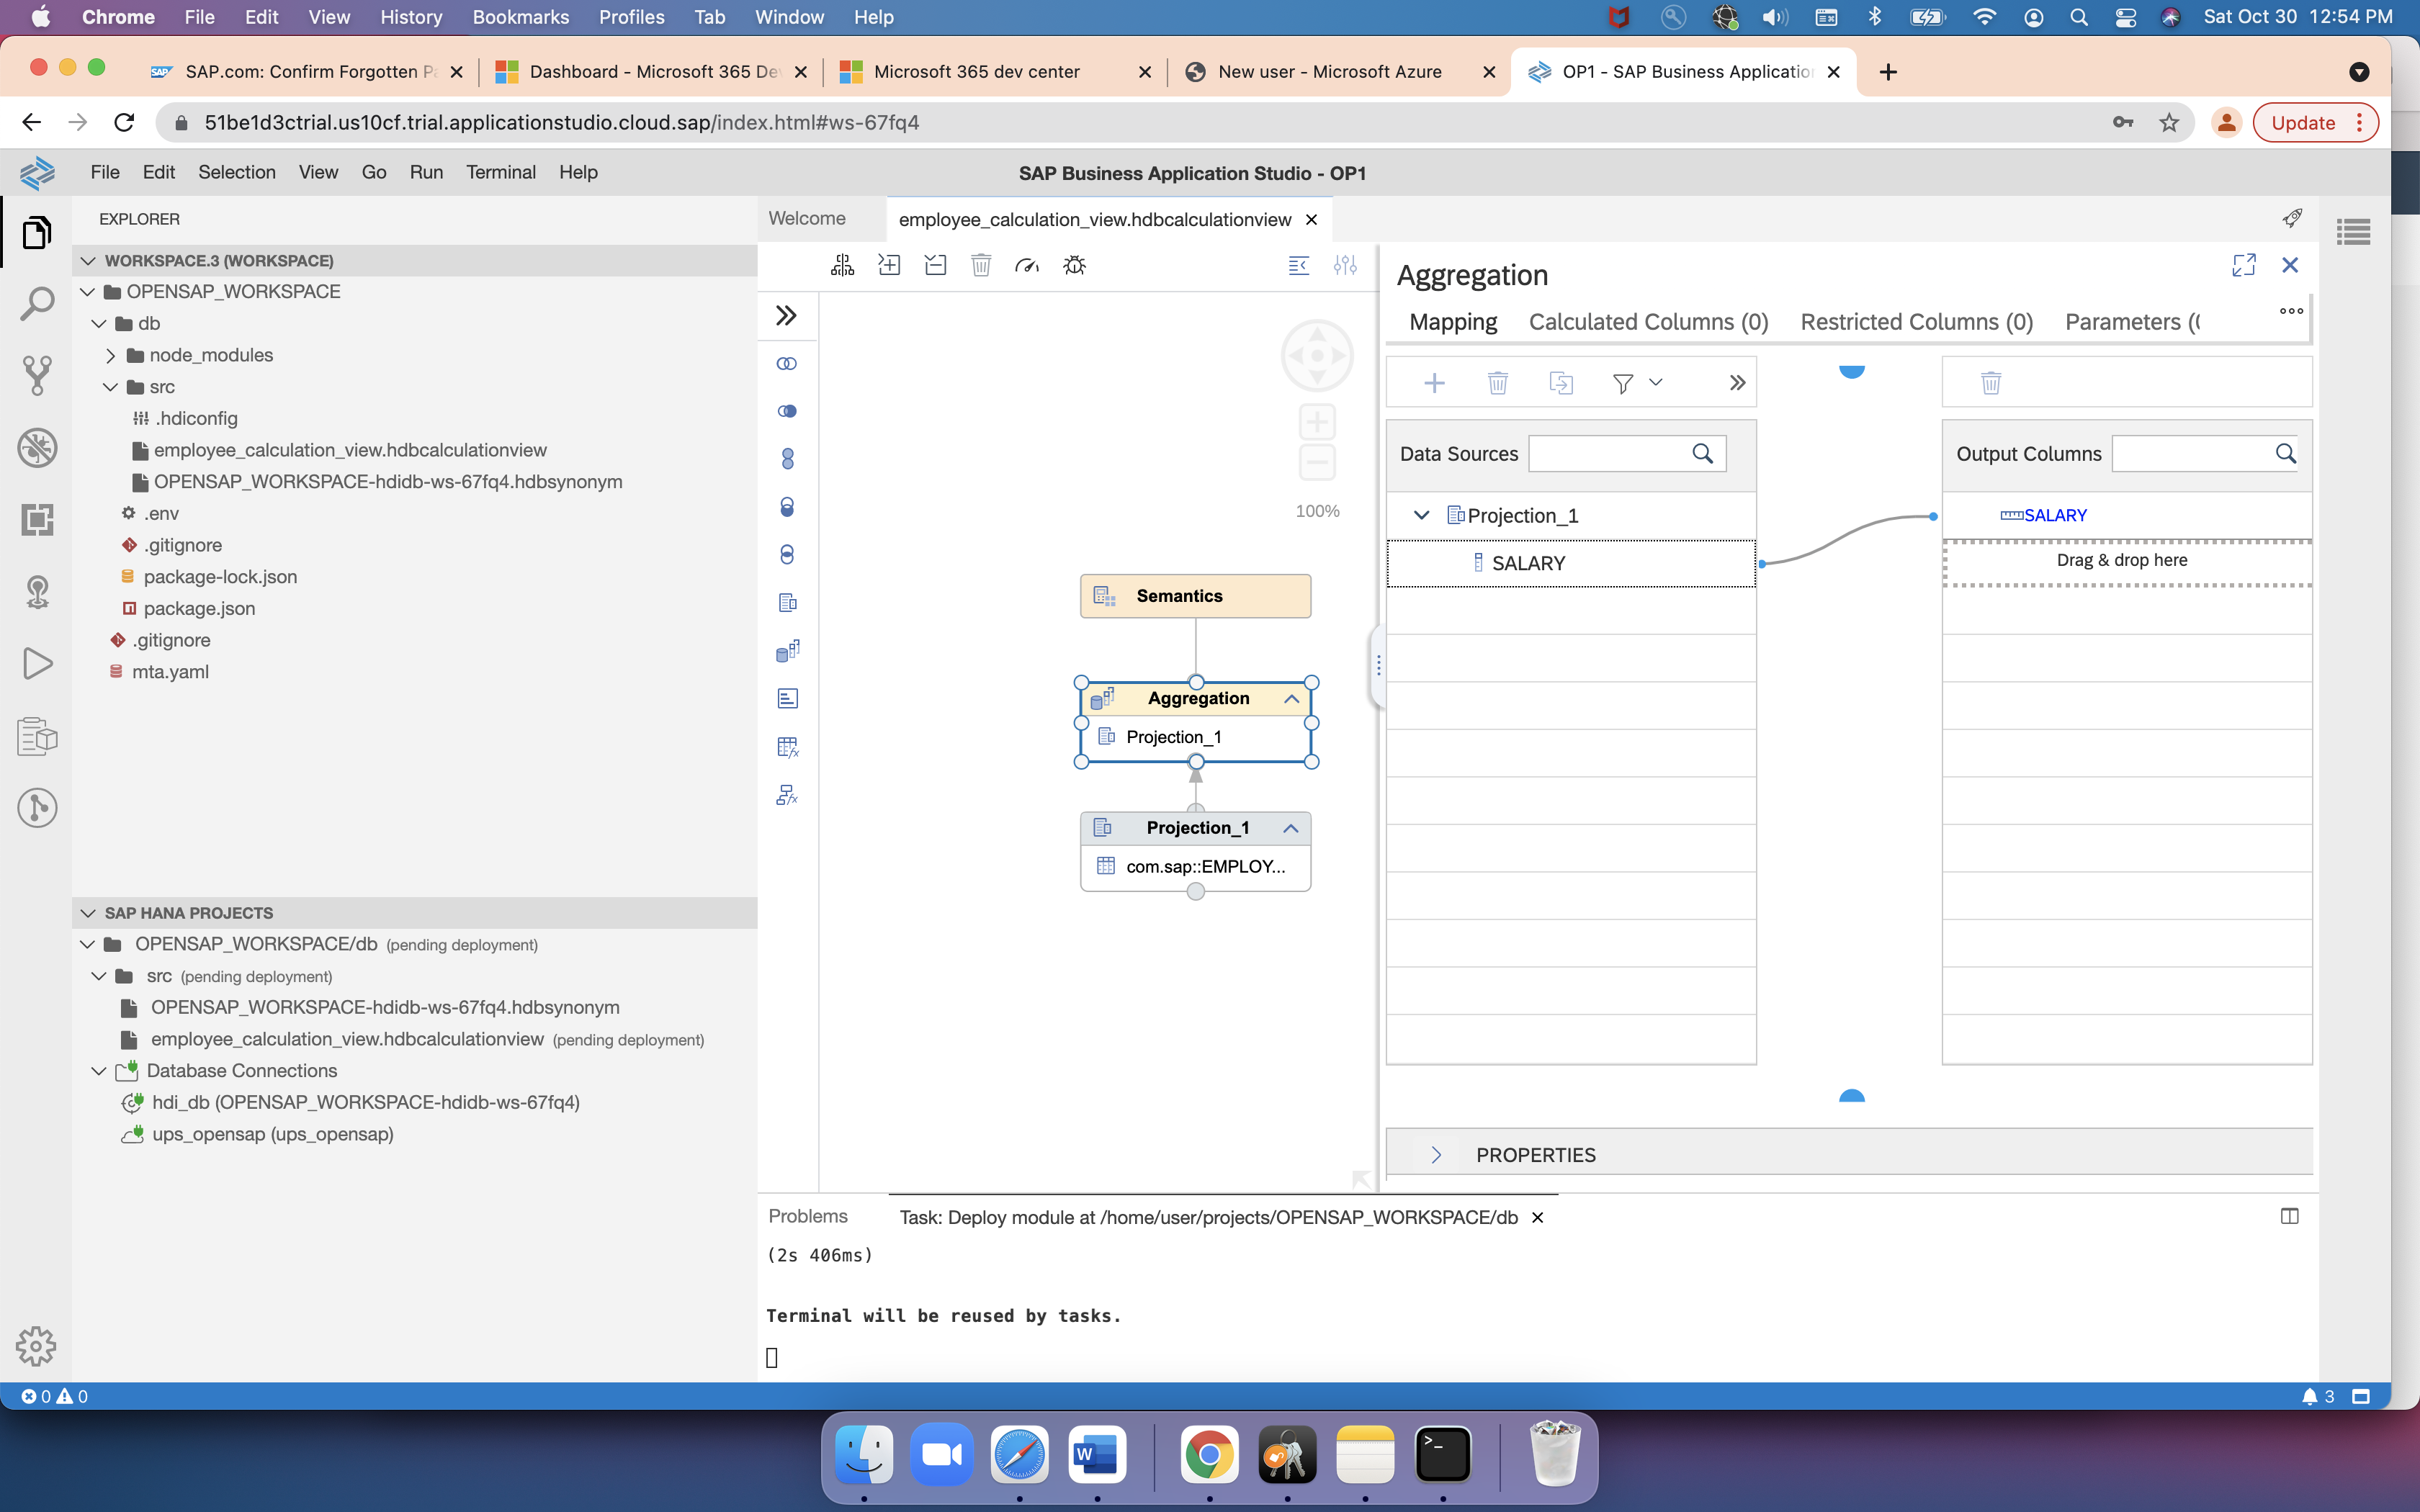 Chrome File Edit View History Bookmarks Profiles Tab Window Help Sat Oct 30 12:54 PM
SAP.com: Confirm Forgotten Pa
Dashboard - Microsoft 365 De
Microsoft 365 dev center
New user - Microsoft Azure
OP1 - SAP Business Application
51be1d3ctrial.us10cf.trial.applicationstudio.cloud.sap/index.html#ws-67fq4
Update
File Edit Selection View Go Run Terminal Help
SAP Business Application Studio - OP1
EXPLORER
WORKSPACE.3 (WORKSPACE)
OPENSAP_WORKSPACE
db
node_modules
src
.hdiconfig
employee_calculation_view.hdbcalculationview
OPENSAP_WORKSPACE-hdidb-ws-67fq4.hdbsynonym
.env
.gitignore
package-lock.json
package.json
.gitignore
mta.yaml
SAP HANA PROJECTS
OPENSAP_WORKSPACE/db (pending deployment)
src (pending deployment)
OPENSAP_WORKSPACE-hdidb-ws-67fq4.hdbsynonym
employee_calculation_view.hdbcalculationview (pending deployment)
Database Connections
hdi_db (OPENSAP_WORKSPACE-hdidb-ws-67fq4)
ups_opensap (ups_opensap)
Welcome
employee_calculation_view.hdbcalculationview
100%
Semantics
Aggregation
Projection_1
Projection_1
com.sap::EMPLOY...
Aggregation
Mapping Calculated Columns (0) Restricted Columns (0) Parameters (
Data Sources
Projection_1
SALARY
Output Columns
SALARY
Drag & drop here
PROPERTIES
Problems
Task: Deploy module at /home/user/projects/OPENSAP_WORKSPACE/db
(2s 406ms)
Terminal will be reused by tasks.
0 0
3